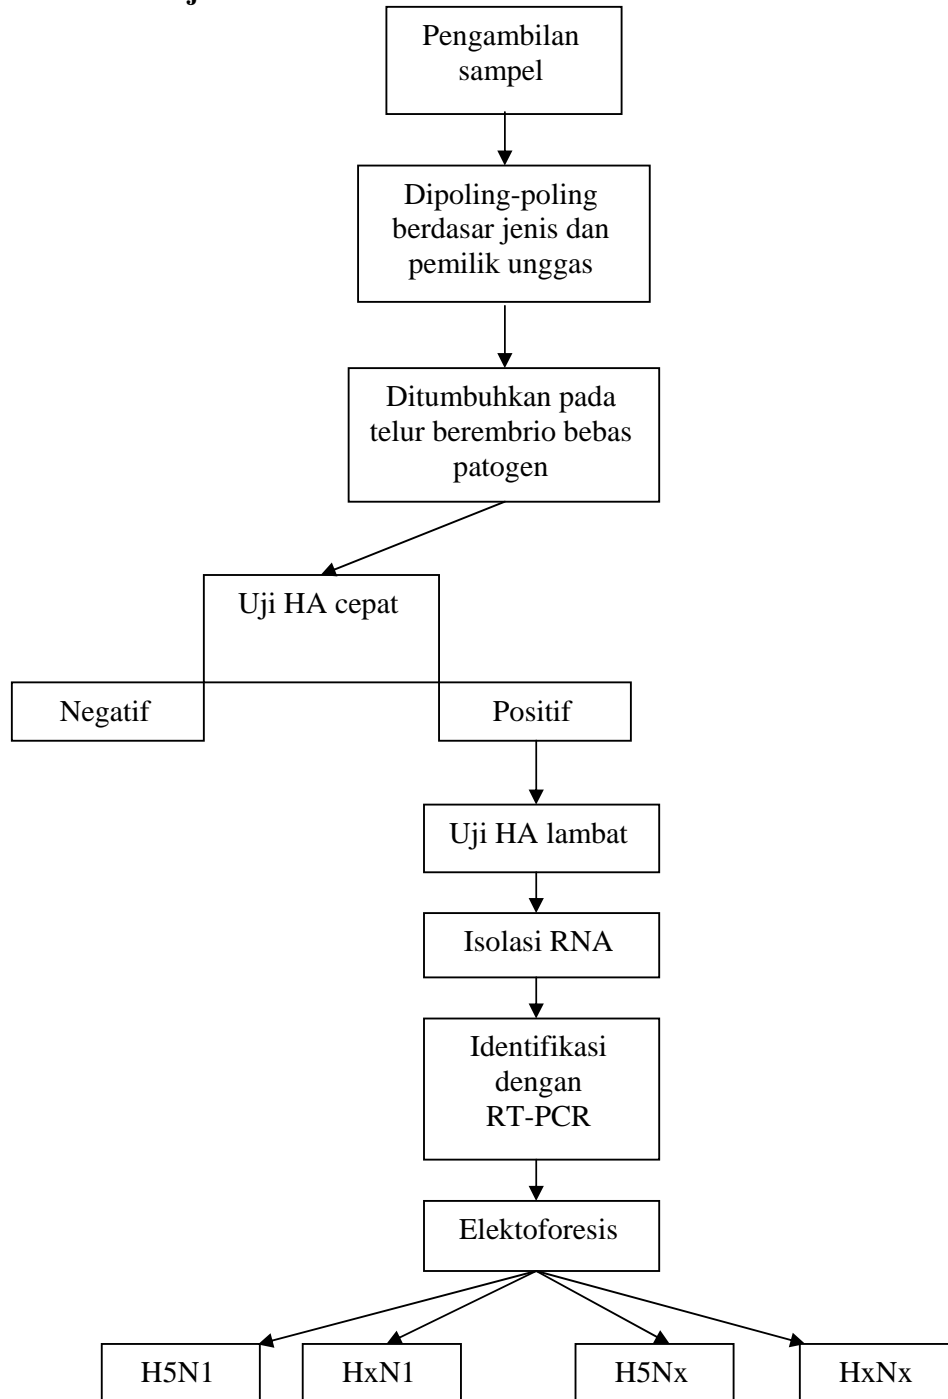 Pengambilan
sampel
Dipoling-poling
berdasar jenis dan
pemilik unggas
Ditumbuhkan pada
telur berembrio bebas
patogen
Uji HA cepat
Negatif
Positif
Uji HA lambat
Isolasi RNA
Identifikasi
dengan
RT-PCR
Elektoforesis
H5N1
HxN1
H5Nx
HxNx